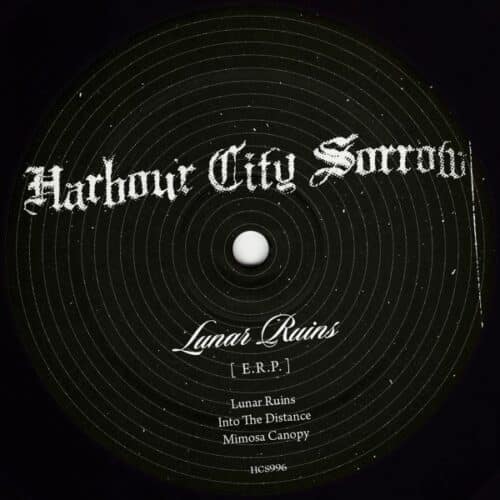 Harbour City Sorrow
Lunar Ruins
[ E.R.P. ]
Lunar Ruins
Into The Distance
Mimosa Canopy
HCS996